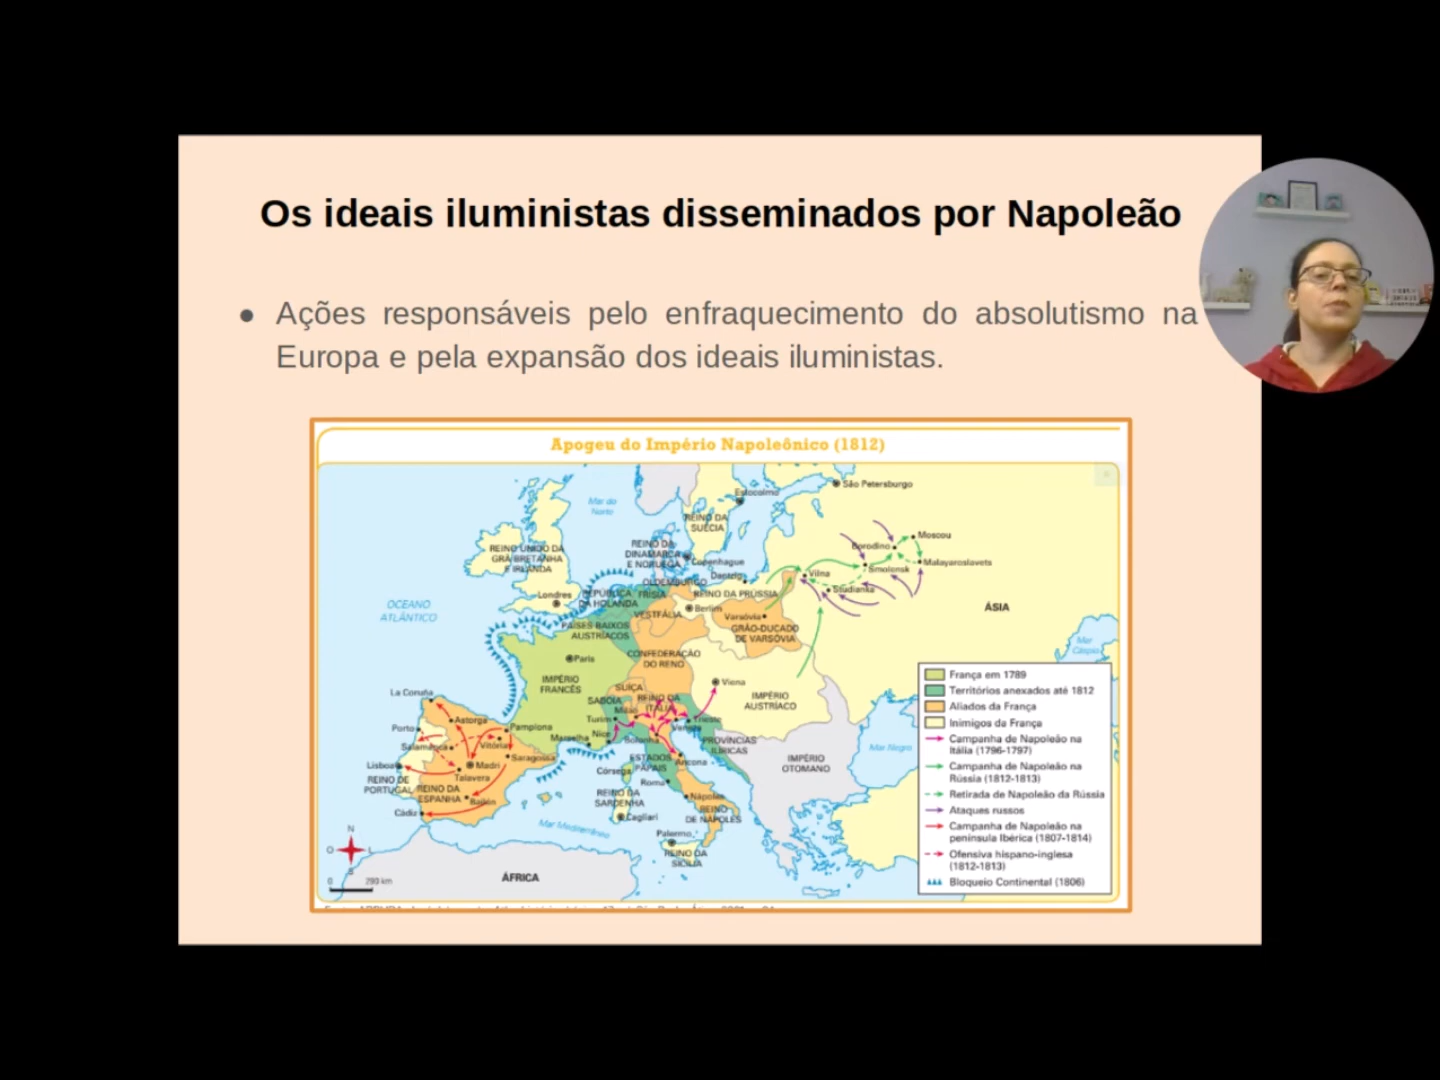 Os ideais iluministas disseminados por Napoleão
● Ações responsáveis pelo enfraquecimento do absolutismo na
Europa e pela expansão dos ideais iluministas.
Apogeu do Império Napoleônico (1812)
São Petersburgo
Estocolmo
Mar do
Norte
REINO DA
SUÉCIA
Moscou
Borodino
REINO UNIDO DA
GRÃ-BRETANHA
E IRLANDA
REINO DA
DINAMARCA
E NORUEGA
Copenhague
Malayaroslavets
Smolensk
Vilna
Dantzig
OLDEMBURGO
Studianka
Londres
REPÚBLICA
DA HOLANDA
FRÍSIA
REINO DA PRÚSSIA
OCEANO
ATLÂNTICO
Berlim
ÁSIA
VESTFÁLIA
Varsóvia
PAÍSES BAIXOS
AUSTRÍACOS
GRÃO-DUCADO
DE VARSÓVIA
Mar
Cáspio
Paris
CONFEDERAÇÃO
DO RENO
IMPÉRIO
FRANCÊS
Viena
SUÍÇA
La Coruña
SABOIA
REINO DA
ITÁLIA
IMPÉRIO
AUSTRÍACO
Milão
Astorga
Turim
Trieste
Porto
Pamplona
Nice
Veneza
Marselha
Bolonha
PROVÍNCIAS
ILÍRICAS
Salamanca
Vitória
Mar Negro
Saragossa
ESTADOS
PAPAIS
Ancona
IMPÉRIO
OTOMANO
Lisboa
Madri
Córsega
Talavera
Roma
REINO DE
PORTUGAL
REINO DA
ESPANHA
REINO DA
SARDENHA
Nápoles
Bailén
REINO
DE NÁPOLES
Cádiz
Cagliari
Mar Mediterrâneo
Palermo
REINO DA
SICÍLIA
N
O L
S
0 290 km
ÁFRICA
França em 1789
Territórios anexados até 1812
Aliados da França
Inimigos da França
Campanha de Napoleão na
Itália (1796-1797)
Campanha de Napoleão na
Rússia (1812-1813)
Retirada de Napoleão da Rússia
Ataques russos
Campanha de Napoleão na
península Ibérica (1807-1814)
Ofensiva hispano-inglesa
(1812-1813)
Bloqueio Continental (1806)